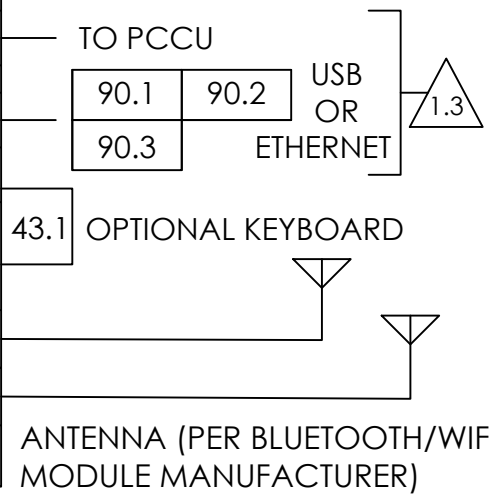 TO PCCU
90.1 90.2
90.3
USB
OR
ETHERNET
1.3
43.1 OPTIONAL KEYBOARD
ANTENNA (PER BLUETOOTH/WIF
MODULE MANUFACTURER)